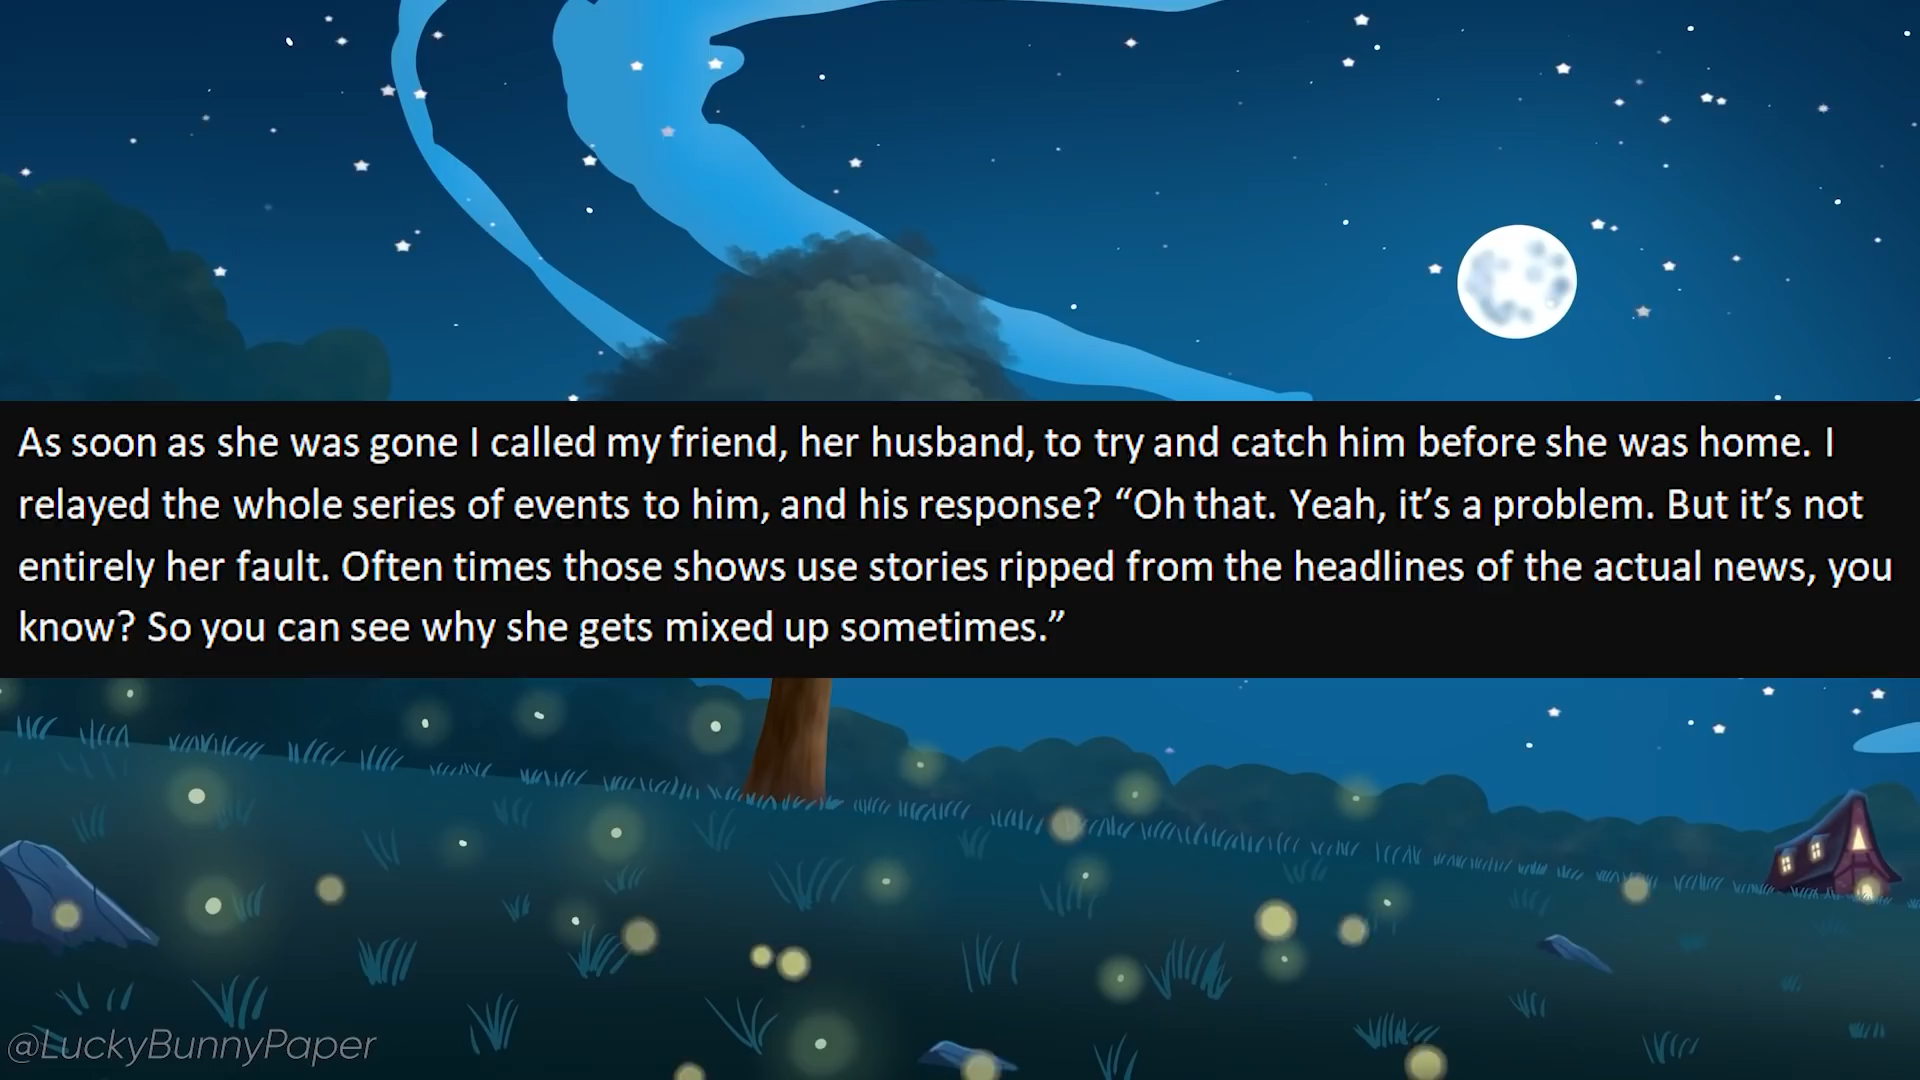 As soon as she was gone I called my friend, her husband, to try and catch him before she was home. I
relayed the whole series of events to him, and his response? “Oh that. Yeah, it’s a problem. But it’s not
entirely her fault. Often times those shows use stories ripped from the headlines of the actual news, you
know? So you can see why she gets mixed up sometimes.”
@LuckyBunnyPaper